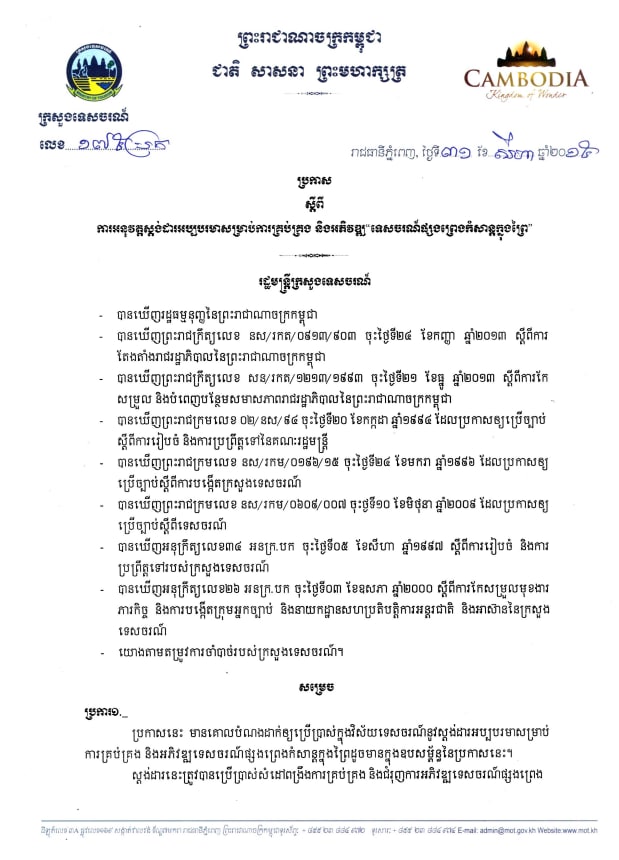 ព្រះរាជាណាចក្រកម្ពុជា
ជាតិ សាសនា ព្រះមហាក្សត្រ
CAMBODIA
Kingdom of Wonder
ក្រសួងទេសចរណ៍
លេខ ១៧៥ប្រក
រាជធានីភ្នំពេញ, ថ្ងៃទី៣១ ខែ សីហា ឆ្នាំ២០១៥
ប្រកាស
ស្តីពី
ការអនុវត្តស្តង់ដារអប្បបរមាសម្រាប់ការគ្រប់គ្រង និងអភិវឌ្ឍ “ទេសចរណ៍ផ្សងព្រេងកំសាន្តក្នុងព្រៃ”
រដ្ឋមន្ត្រីក្រសួងទេសចរណ៍
- បានឃើញរដ្ឋធម្មនុញ្ញនៃព្រះរាជាណាចក្រកម្ពុជា
- បានឃើញព្រះរាជក្រឹត្យលេខ នស/រកត/០៩១៣/៩០៣ ចុះថ្ងៃទី២៤ ខែកញ្ញា ឆ្នាំ២០១៣ ស្តីពីការ
តែងតាំងរាជរដ្ឋាភិបាលនៃព្រះរាជាណាចក្រកម្ពុជា
- បានឃើញព្រះរាជក្រឹត្យលេខ សន/រកត/១២១៣/១៩៩៣ ចុះថ្ងៃទី២១ ខែធ្នូ ឆ្នាំ២០១៣ ស្តីពីការកែ
សម្រួល និងបំពេញបន្ថែមសមាសភាពរាជរដ្ឋាភិបាលនៃព្រះរាជាណាចក្រកម្ពុជា
- បានឃើញព្រះរាជក្រមលេខ ០២/នស/៩៤ ចុះថ្ងៃទី២០ ខែកក្កដា ឆ្នាំ១៩៩៤ ដែលប្រកាសឲ្យប្រើច្បាប់
ស្តីពីការរៀបចំ និងការប្រព្រឹត្តទៅនៃគណៈរដ្ឋមន្ត្រី
- បានឃើញព្រះរាជក្រមលេខ នស/រកម/០១៩៦/១៥ ចុះថ្ងៃទី២៤ ខែមករា ឆ្នាំ១៩៩៦ ដែលប្រកាសឲ្យ
ប្រើច្បាប់ស្តីពីការបង្កើតក្រសួងទេសចរណ៍
- បានឃើញព្រះរាជក្រមលេខ នស/រកម/០៦០៩/០០៧ ចុះថ្ងៃទី១០ ខែមិថុនា ឆ្នាំ២០០៩ ដែលប្រកាសឲ្យ
ប្រើច្បាប់ស្តីពីទេសចរណ៍
- បានឃើញអនុក្រឹត្យលេខ៣៤ អនក្រ.បក ចុះថ្ងៃទី០៥ ខែសីហា ឆ្នាំ១៩៩៧ ស្តីពីការរៀបចំ និងការ
ប្រព្រឹត្តទៅរបស់ក្រសួងទេសចរណ៍
- បានឃើញអនុក្រឹត្យលេខ២៦ អនក្រ.បក ចុះថ្ងៃទី០៣ ខែឧសភា ឆ្នាំ២០០០ ស្តីពីការកែសម្រួលមុខងារ
ភារកិច្ច និងការបង្កើតក្រុមអ្នកច្បាប់ និងនាយកដ្ឋានសហប្រតិបត្តិការអន្តរជាតិ និងអាស៊ាននៃក្រសួង
ទេសចរណ៍
- យោងតាមតម្រូវការចាំបាច់របស់ក្រសួងទេសចរណ៍។
សម្រេច
ប្រការ១._
ប្រកាសនេះ មានគោលបំណងដាក់ឲ្យប្រើប្រាស់ក្នុងវិស័យទេសចរណ៍នូវស្តង់ដារអប្បបរមាសម្រាប់
ការគ្រប់គ្រង និងអភិវឌ្ឍទេសចរណ៍ផ្សងព្រេងកំសាន្តក្នុងព្រៃដូចមានក្នុងឧបសម្ព័ន្ធនៃប្រកាសនេះ។
ស្តង់ដារនេះត្រូវបានប្រើប្រាស់សំដៅពង្រឹងការគ្រប់គ្រង និងជំរុញការអភិវឌ្ឍទេសចរណ៍ផ្សងព្រេង
ទូរសារៈ + ៨៥៥ ២៣ ៨៨៤ ៩៧៤ E-mail: admin@mot.gov.kh Website:www.mot.kh